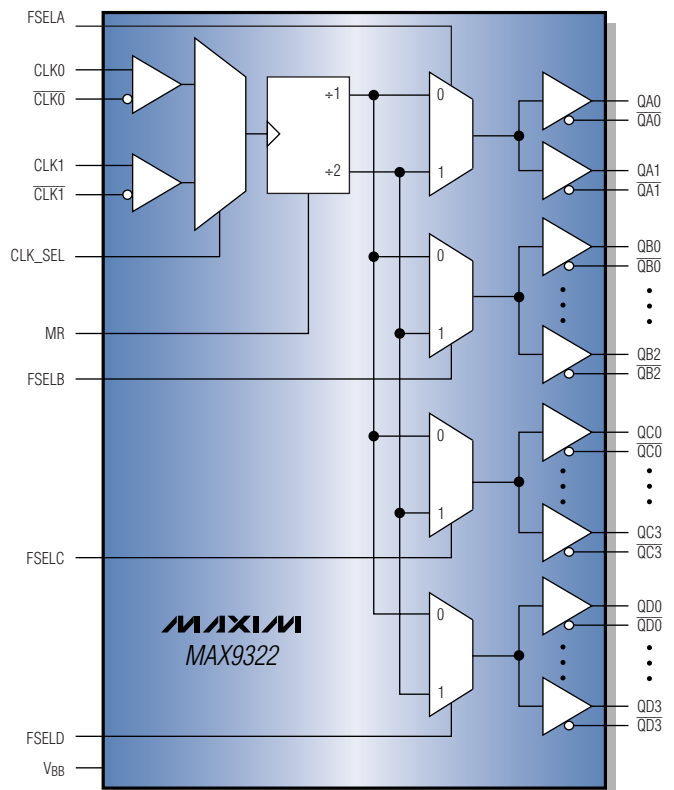 FSELA
CLK0
CLK0
CLK1
CLK1
CLK_SEL
MR
FSELB
FSELC
FSELD
VBB
÷1
÷2
0
1
0
1
0
1
0
1
MAXIM
MAX9322
QA0
QA0
QA1
QA1
QB0
QB0
QB2
QB2
QC0
QC0
QC3
QC3
QD0
QD0
QD3
QD3